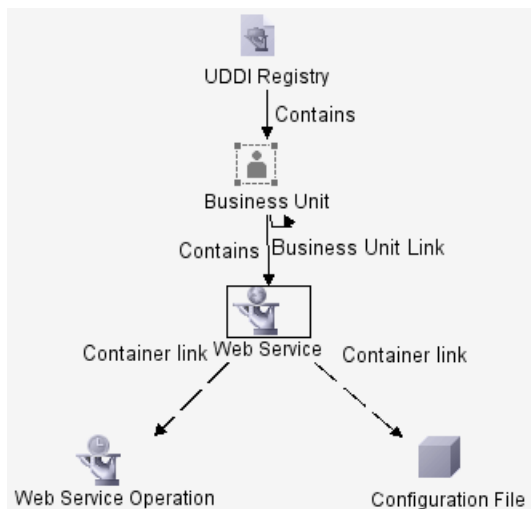 UDDI Registry
Contains
Business Unit
Contains
Business Unit Link
Web Service
Container link
Container link
Web Service Operation
Configuration File